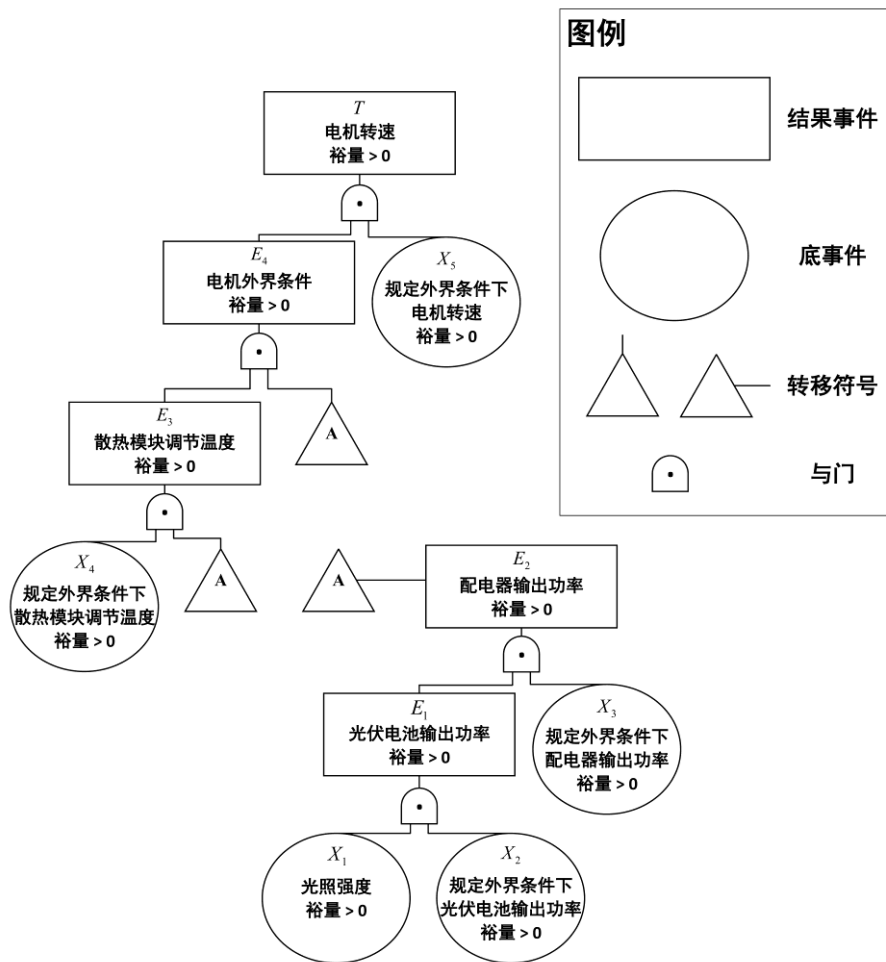 图例
结果事件
底事件
转移符号
与门
T
电机转速
裕量 > 0
E₄
电机外界条件
裕量 > 0
X₅
规定外界条件下
电机转速
裕量 > 0
E₃
散热模块调节温度
裕量 > 0
A
X₄
规定外界条件下
散热模块调节温度
裕量 > 0
A
A
E₂
配电器输出功率
裕量 > 0
E₁
光伏电池输出功率
裕量 > 0
X₃
规定外界条件下
配电器输出功率
裕量 > 0
X₁
光照强度
裕量 > 0
X₂
规定外界条件下
光伏电池输出功率
裕量 > 0